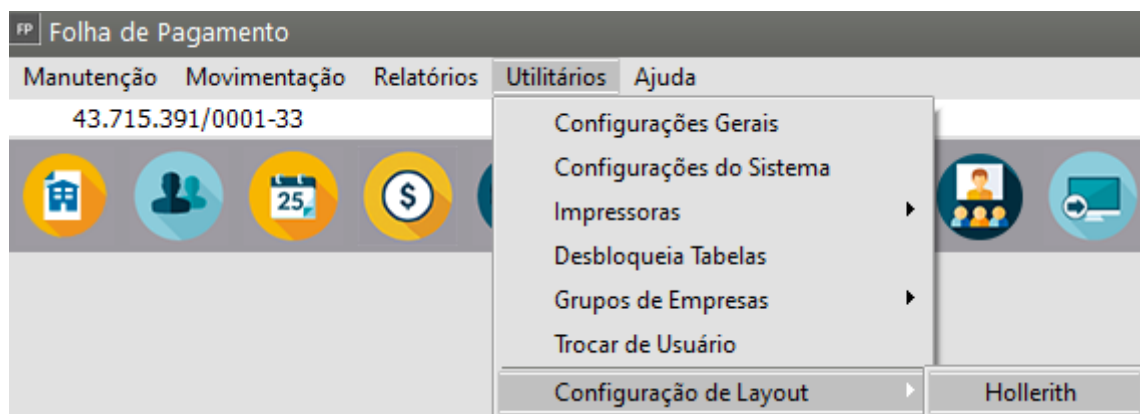 FP Folha de Pagamento
Manutenção Movimentação Relatórios Utilitários Ajuda
43.715.391/0001-33
Configurações Gerais
Configurações do Sistema
Impressoras
Desbloqueia Tabelas
Grupos de Empresas
Trocar de Usuário
Configuração de Layout Hollerith
25
$